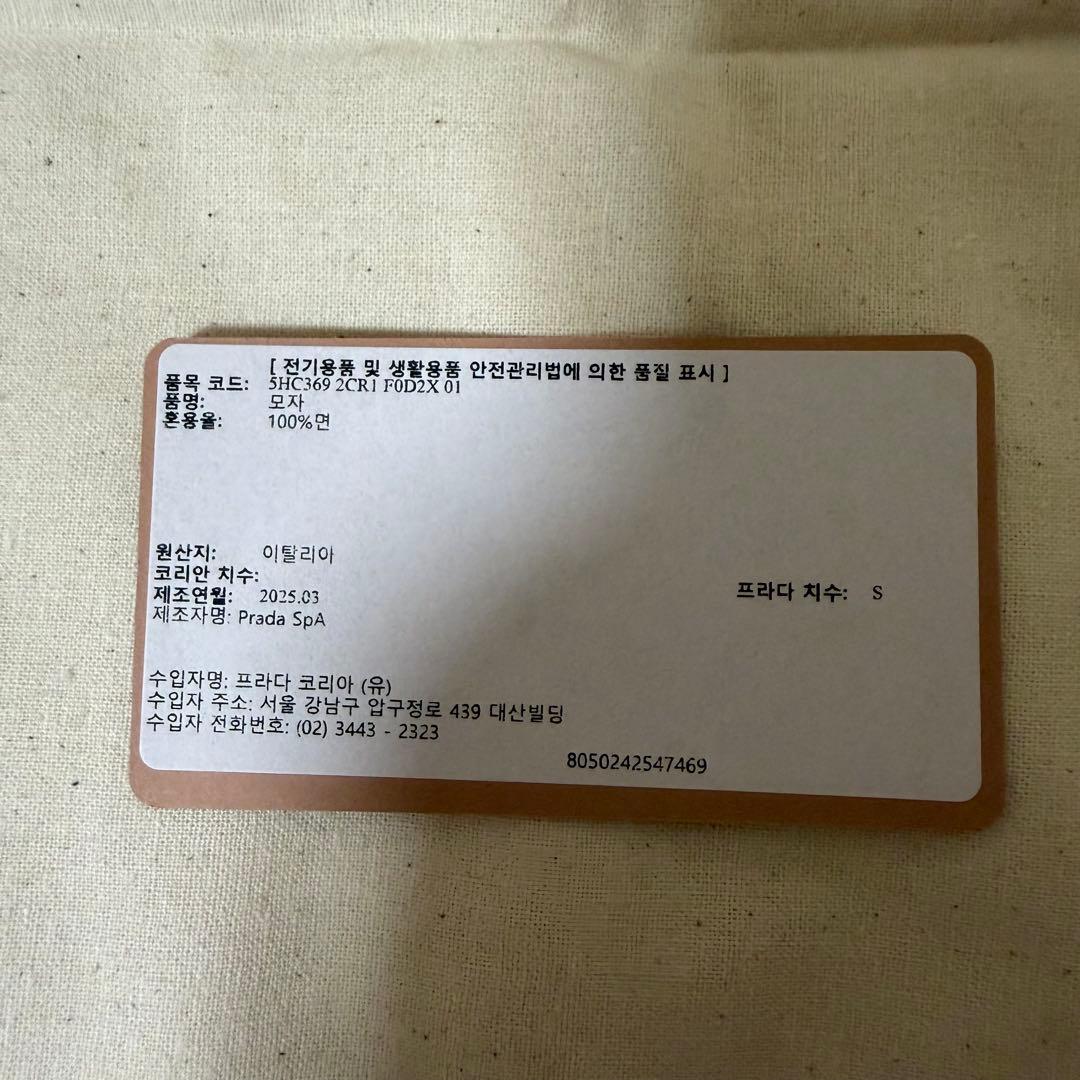 [ 전기용품 및 생활용품 안전관리법에 의한 품질 표시 ]
품목 코드: 5HC369 2CR1 F0D2X 01
품명: 모자
혼용율: 100%면
원산지: 이탈리아
코리안 치수:
제조연월: 2025.03
프라다 치수: S
제조자명: Prada SpA
수입자명: 프라다 코리아 (유)
수입자 주소: 서울 강남구 압구정로 439 대산빌딩
수입자 전화번호: (02) 3443 - 2323
8050242547469